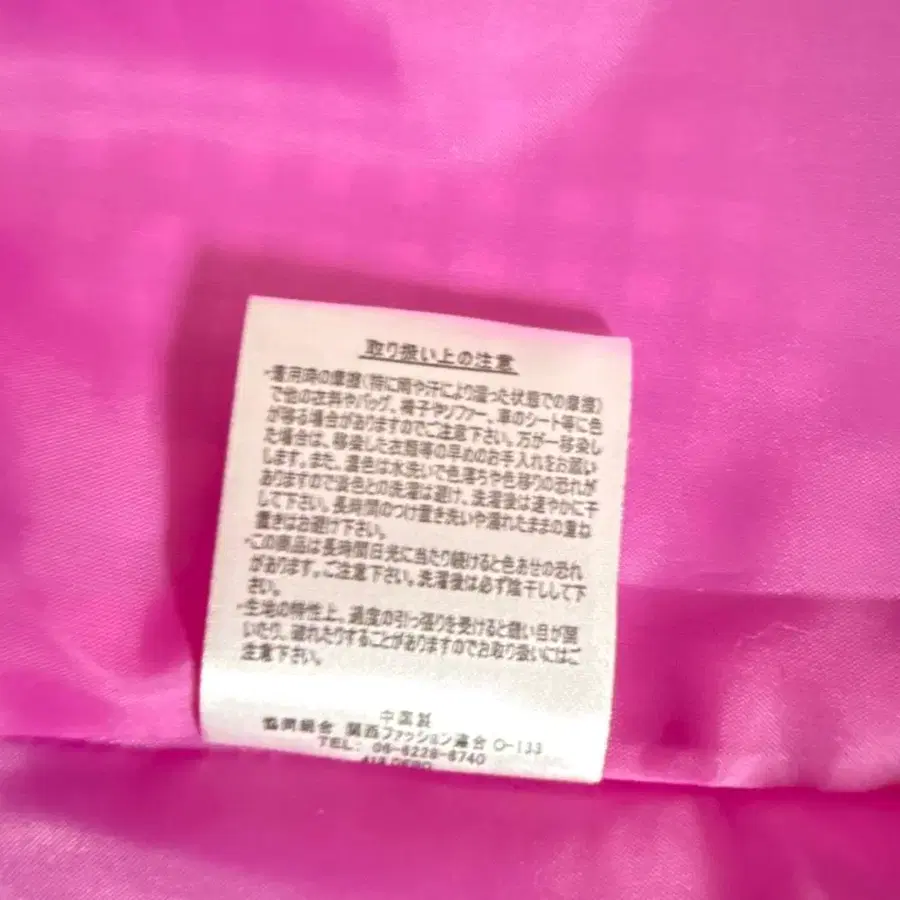 取り扱い上の注意
・着用時の摩擦(特に雨や汗により湿った状態での摩擦)
で他の衣料やバッグ、椅子やソファー、車のシート等に色
が移る場合がありますのでご注意下さい。万が一移染し
た場合は、移染した衣類等の早めのお手入れをお願い
します。また、濃色は水洗いで色落ちや色移りの恐れが
ありますので淡色との洗濯は避け、洗濯後は速やかに干
して下さい。長時間のつけ置き洗いや濡れたままの重ね
置きはお避け下さい。
・この商品は長時間日光に当たり続けると色あせの恐れ
があります。ご注意下さい。洗濯後は必ず陰干しして下
さい。
・生地の特性上、過度の引っ張りを受けると縫い目が開
いたり、破れたりすることがありますのでお取り扱いにはご
注意下さい。
中国製
協同組合 関西ファッション連合 O-133
TEL: 06-6228-6740